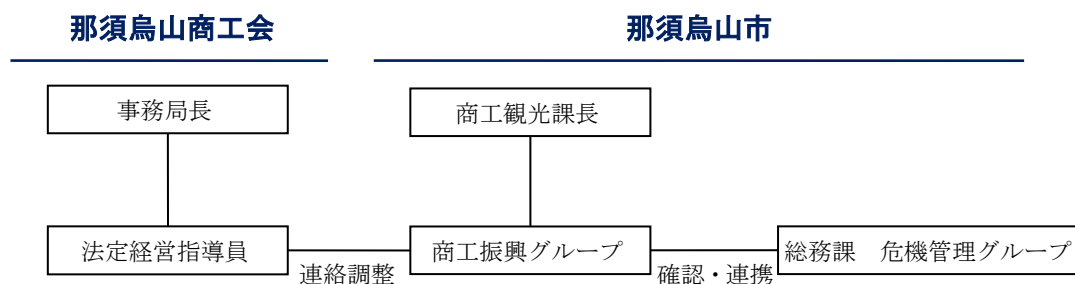 那須烏山商工会
那須烏山市
事務局長
商工観光課長
法定経営指導員
連絡調整
商工振興グループ
確認・連携
総務課　危機管理グループ